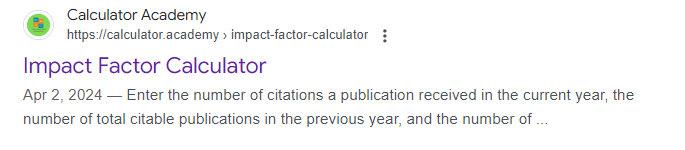 Calculator Academy
https://calculator.academy › impact-factor-calculator
Impact Factor Calculator
Apr 2, 2024 — Enter the number of citations a publication received in the current year, the
number of total citable publications in the previous year, and the number of ...